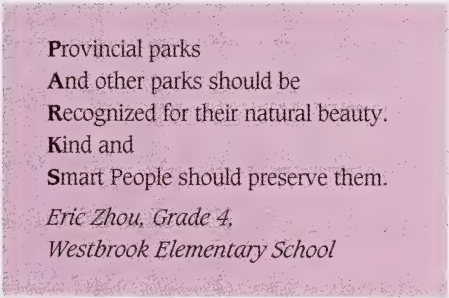 Provincial parks
And other parks should be
Recognized for their natural beauty.
Kind and
Smart People should preserve them.
Eric Zhou, Grade 4,
Westbrook Elementary School